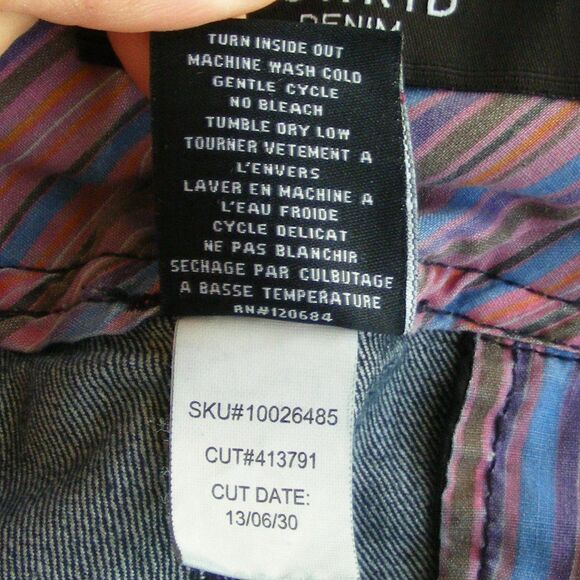 DENIM
TURN INSIDE OUT
MACHINE WASH COLD
GENTLE CYCLE
NO BLEACH
TUMBLE DRY LOW
TOURNER VETEMENT A
L'ENVERS
LAVER EN MACHINE A
L'EAU FROIDE
CYCLE DELICAT
NE PAS BLANCHIR
SECHAGE PAR CULBUTAGE
A BASSE TEMPERATURE
RN#120684
SKU#10026485
CUT#413791
CUT DATE:
13/06/30